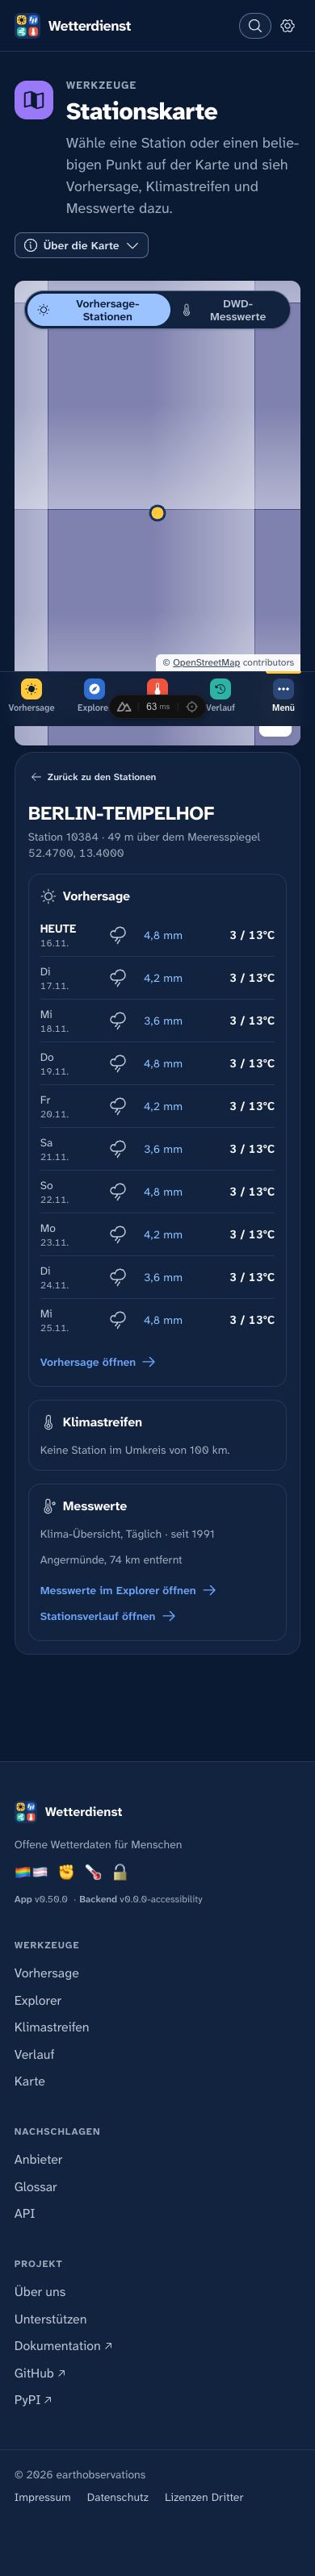 Wetterdienst
WERKZEUGE
Stationskarte
Wähle eine Station oder einen belie-
bigen Punkt auf der Karte und sieh
Vorhersage, Klimastreifen und
Messwerte dazu.
Über die Karte
Vorhersage-
Stationen
DWD-
Messwerte
© OpenStreetMap contributors
Vorhersage
Explore
Verlauf
Menü
63 ms
Zurück zu den Stationen
BERLIN-TEMPELHOF
Station 10384 · 49 m über dem Meeresspiegel
52.4700, 13.4000
Vorhersage
HEUTE
16.11.
4,8 mm
3 / 13°C
Di
17.11.
4,2 mm
3 / 13°C
Mi
18.11.
3,6 mm
3 / 13°C
Do
19.11.
4,8 mm
3 / 13°C
Fr
20.11.
4,2 mm
3 / 13°C
Sa
21.11.
3,6 mm
3 / 13°C
So
22.11.
4,8 mm
3 / 13°C
Mo
23.11.
4,2 mm
3 / 13°C
Di
24.11.
3,6 mm
3 / 13°C
Mi
25.11.
4,8 mm
3 / 13°C
Vorhersage öffnen →
Klimastreifen
Keine Station im Umkreis von 100 km.
Messwerte
Klima-Übersicht, Täglich · seit 1991
Angermünde, 74 km entfernt
Messwerte im Explorer öffnen →
Stationsverlauf öffnen →
Wetterdienst
Offene Wetterdaten für Menschen
App v0.50.0 · Backend v0.0.0-accessibility
WERKZEUGE
Vorhersage
Explorer
Klimastreifen
Verlauf
Karte
NACHSCHLAGEN
Anbieter
Glossar
API
PROJEKT
Über uns
Unterstützen
Dokumentation ↗
GitHub ↗
PyPI ↗
© 2026 earthobservations
Impressum Datenschutz Lizenzen Dritter